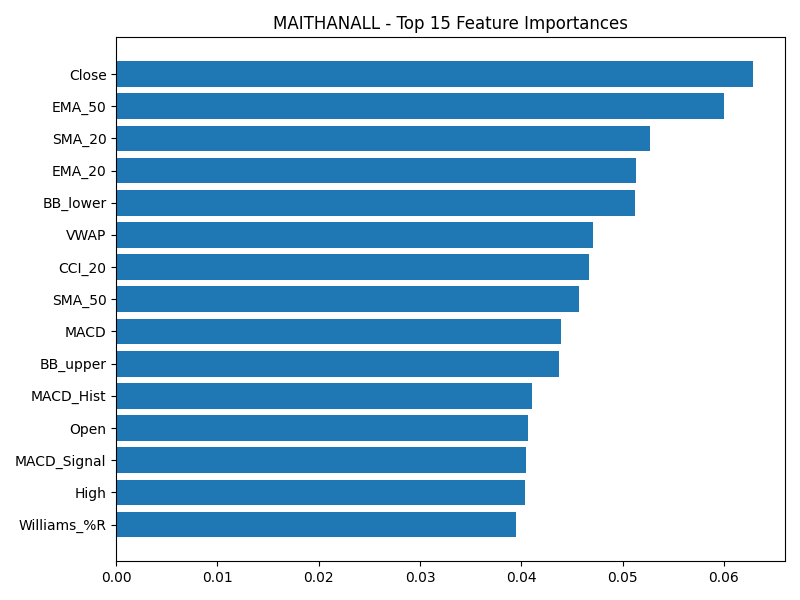 MAITHANALL - Top 15 Feature Importances
Close
EMA_50
SMA_20
EMA_20
BB_lower
VWAP
CCI_20
SMA_50
MACD
BB_upper
MACD_Hist
Open
MACD_Signal
High
Williams_%R
0.00 0.01 0.02 0.03 0.04 0.05 0.06